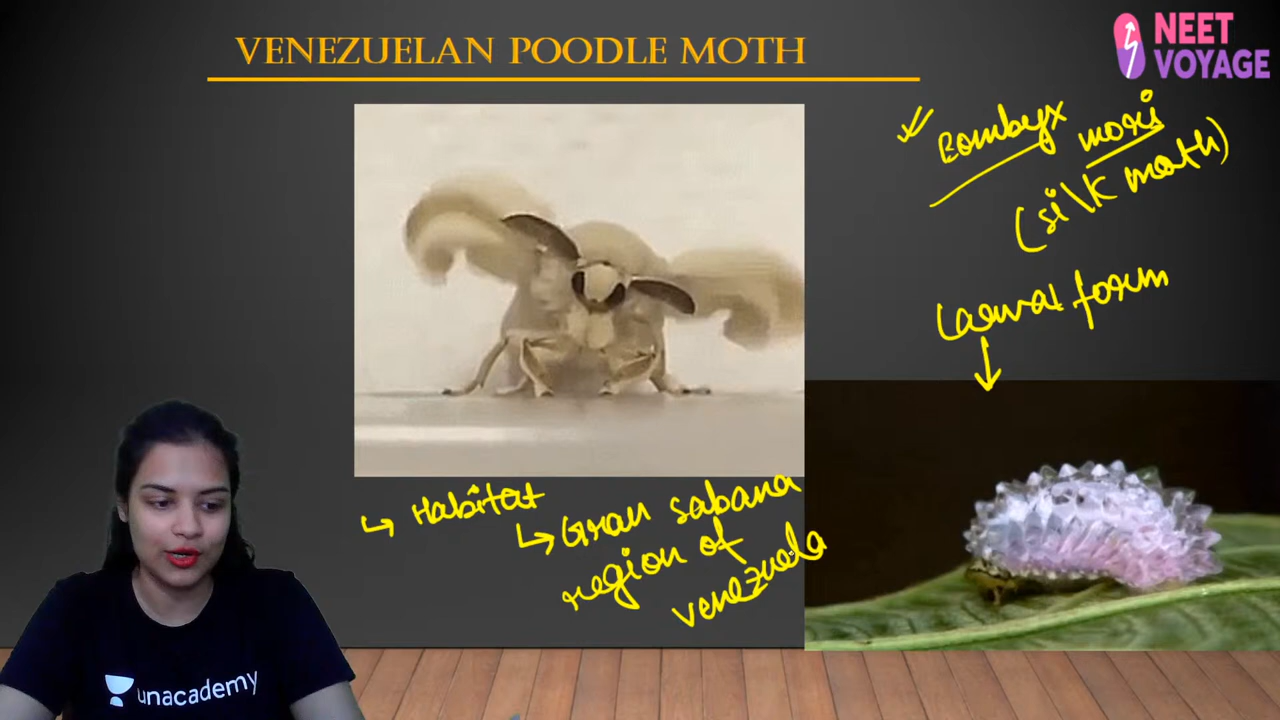 VENEZUELAN POODLE MOTH
NEET
VOYAGE
Bombyx mori
(silk moth)
Larval form
↳ Habitat
↳ Gran sabana
region of
venezuela
unacademy